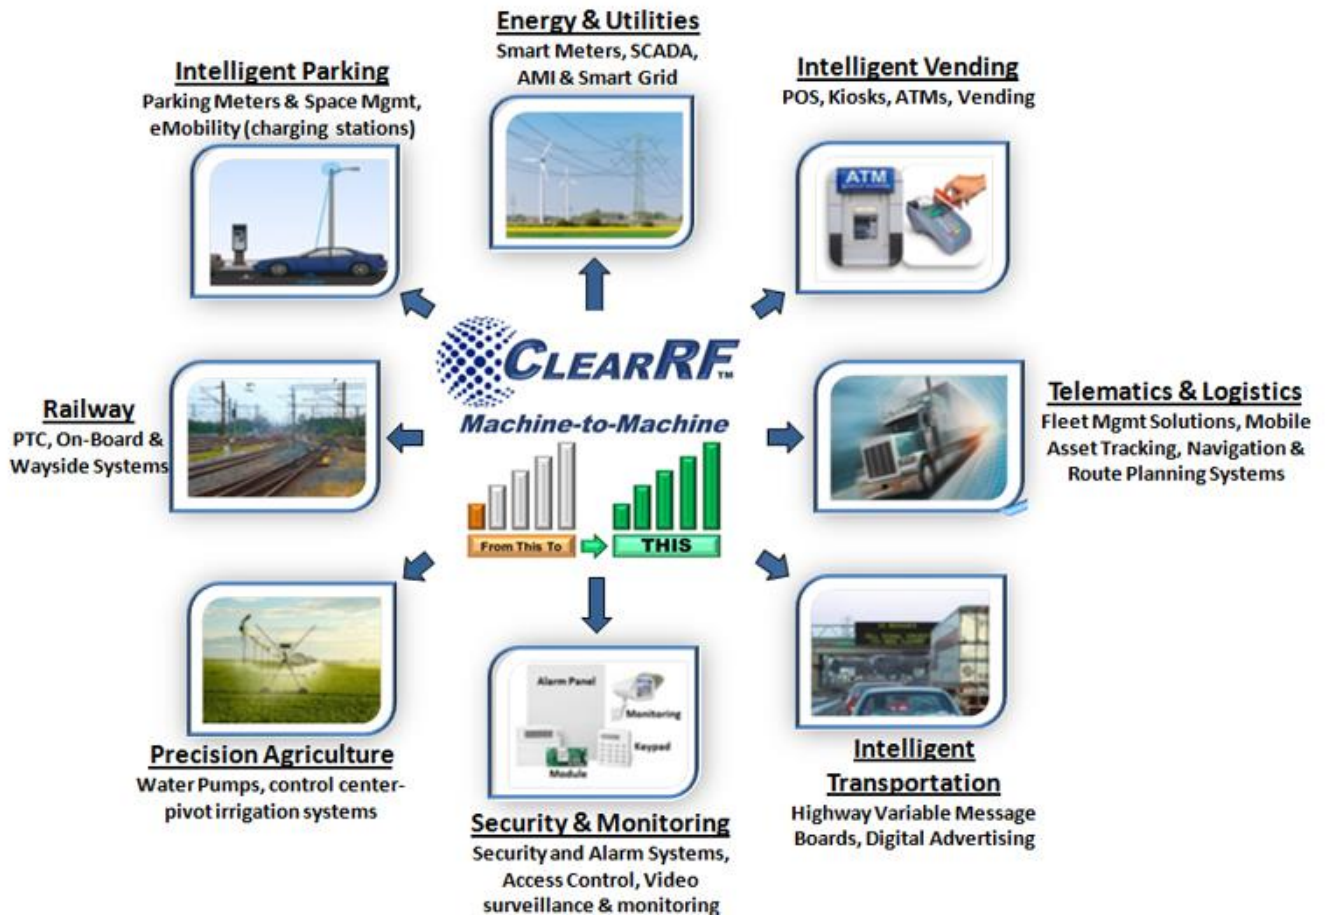 Energy & Utilities
Smart Meters, SCADA,
AMI & Smart Grid
Intelligent Parking
Parking Meters & Space Mgmt,
eMobility (charging stations)
Intelligent Vending
POS, Kiosks, ATMs, Vending
ATM
CLEARRF™
Machine-to-Machine
From This To
THIS
Railway
PTC, On-Board &
Wayside Systems
Telematics & Logistics
Fleet Mgmt Solutions, Mobile
Asset Tracking, Navigation &
Route Planning Systems
Precision Agriculture
Water Pumps, control center-
pivot irrigation systems
Alarm Panel
Monitoring
Keypad
Module
Security & Monitoring
Security and Alarm Systems,
Access Control, Video
surveillance & monitoring
Intelligent
Transportation
Highway Variable Message
Boards, Digital Advertising